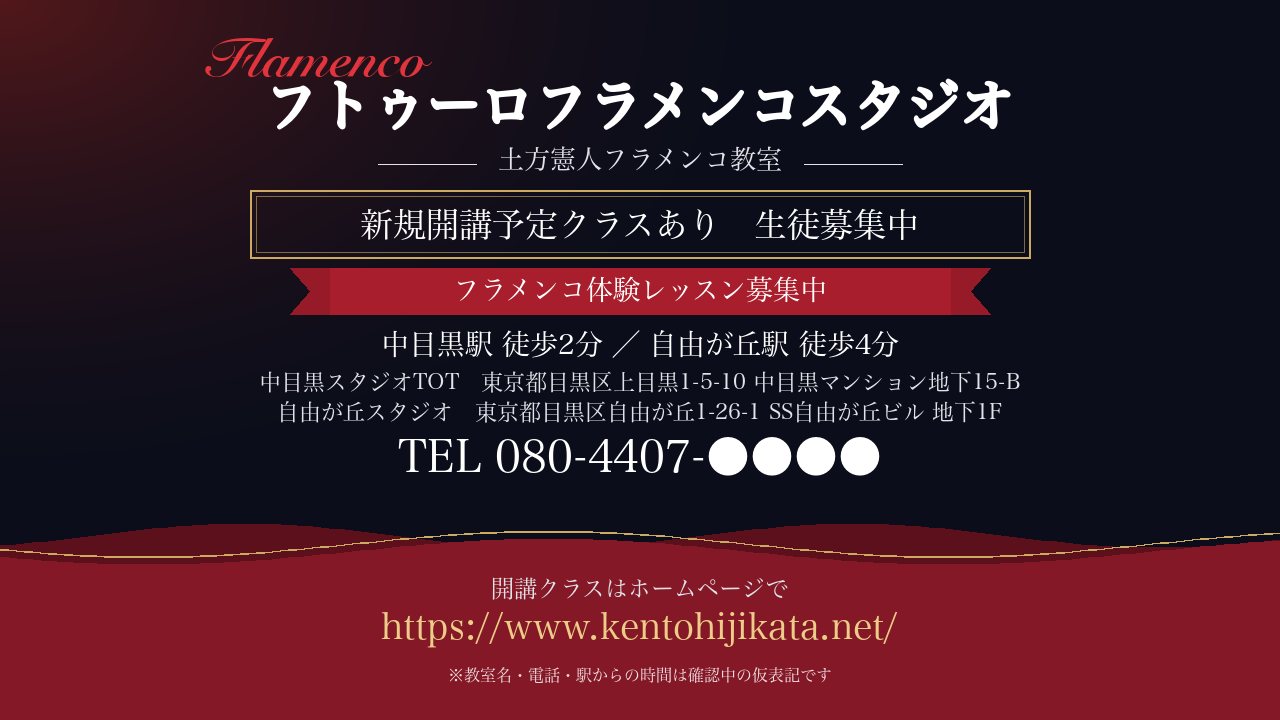 Flamenco
フトゥーロフラメンコスタジオ
土方憲人フラメンコ教室
新規開講予定クラスあり　生徒募集中
フラメンコ体験レッスン募集中
中目黒駅 徒歩2分 ／ 自由が丘駅 徒歩4分
中目黒スタジオTOT　東京都目黒区上目黒1-5-10 中目黒マンション地下15-B
自由が丘スタジオ　東京都目黒区自由が丘1-26-1 SS自由が丘ビル 地下1F
TEL 080-4407-●●●●
開講クラスはホームページで
https://www.kentohijikata.net/
※教室名・電話・駅からの時間は確認中の仮表記です